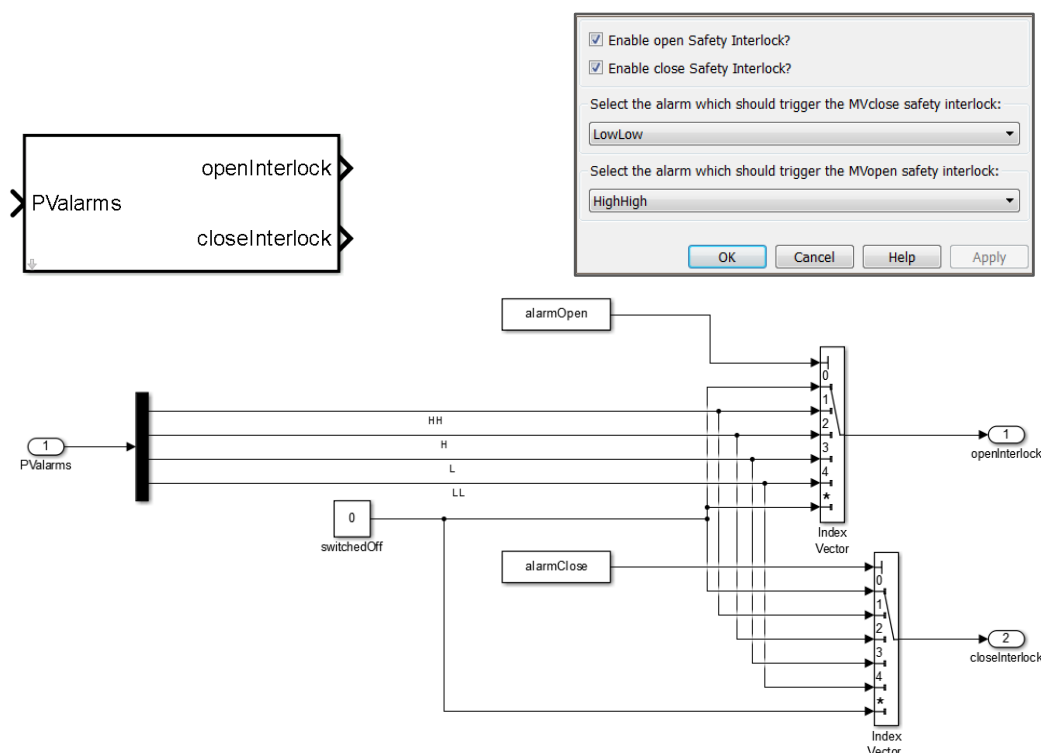 Enable open Safety Interlock?
Enable close Safety Interlock?
Select the alarm which should trigger the MVclose safety interlock:
LowLow
Select the alarm which should trigger the MVopen safety interlock:
HighHigh
OK Cancel Help Apply
openInterlock
PValarms
closeInterlock
alarmOpen
0
1
HH
2
H
3
L
4
LL
*
Index
Vector
1
PValarms
1
openInterlock
0
switchedOff
alarmClose
0
1
2
3
4
*
Index
Vector
2
closeInterlock